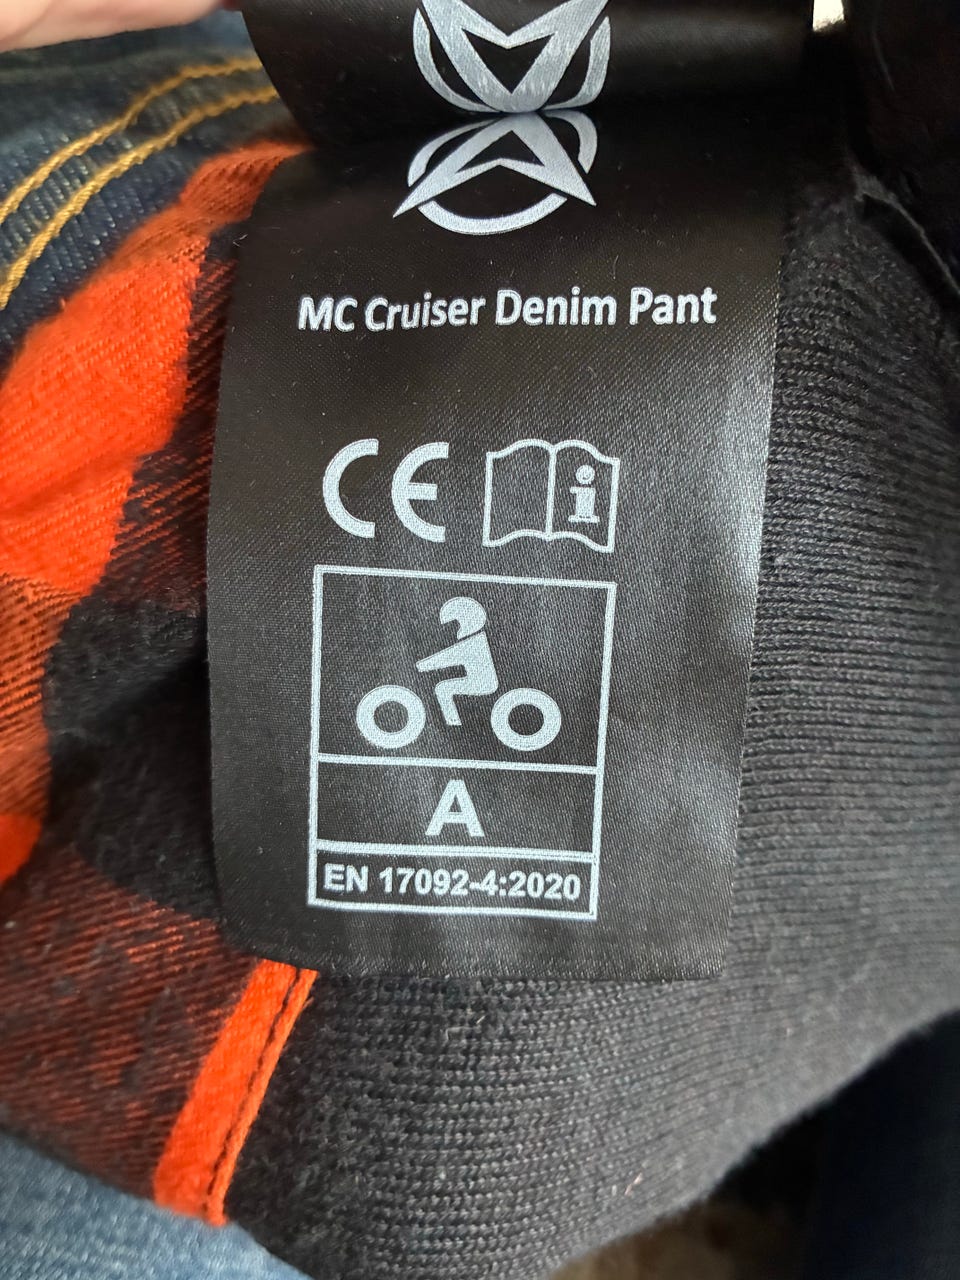 MC Cruiser Denim Pant
CE
i
A
EN 17092-4:2020